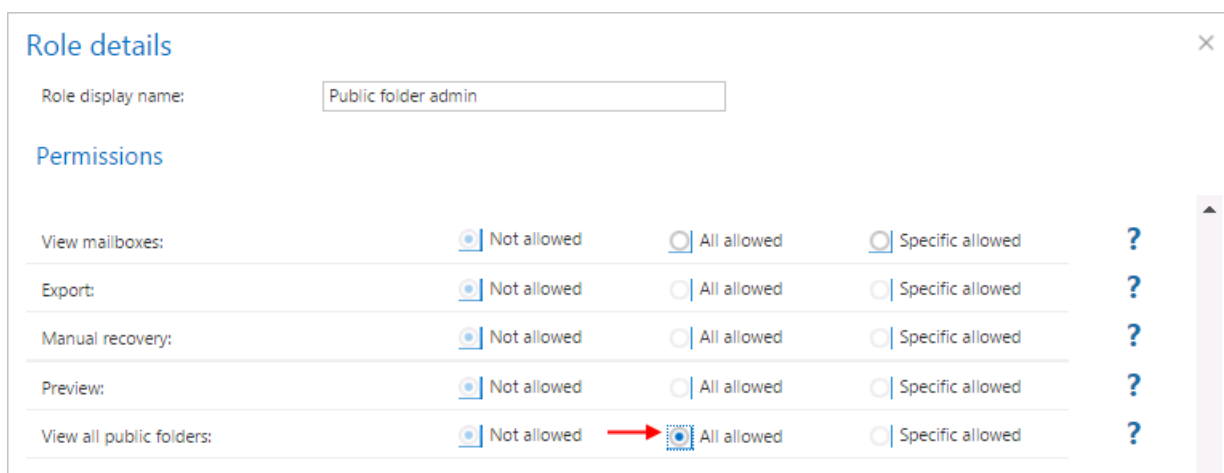 Role details
Role display name: Public folder admin
Permissions
View mailboxes: Not allowed All allowed Specific allowed ?
Export: Not allowed All allowed Specific allowed ?
Manual recovery: Not allowed All allowed Specific allowed ?
Preview: Not allowed All allowed Specific allowed ?
View all public folders: Not allowed All allowed Specific allowed ?